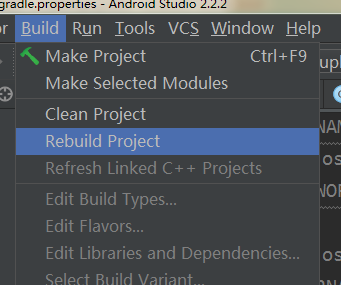 gradle.properties - Android Studio 2.2.2
or Build Run Tools VCS Window Help
Make Project Ctrl+F9
Make Selected Modules
Clean Project
Rebuild Project
Refresh Linked C++ Projects
Edit Build Types...
Edit Flavors...
Edit Libraries and Dependencies...
Select Build Variant...